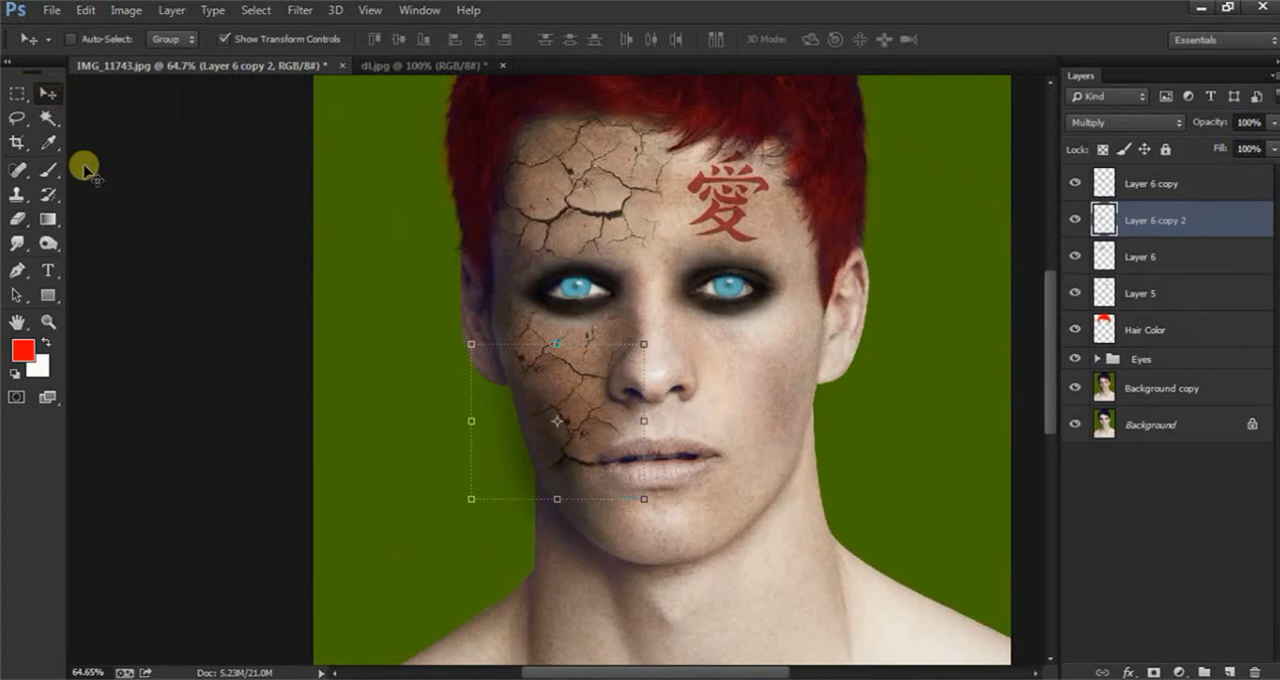 Ps File Edit Image Layer Type Select Filter 3D View Window Help
Auto-Select: Group Show Transform Controls 3D Mode: Essentials
IMG_11743.jpg @ 64.7% (Layer 6 copy 2, RGB/8#) * × dl.jpg @ 100% (RGB/8#) * ×
Layers
Kind
Multiply Opacity: 100%
Lock: Fill: 100%
Layer 6 copy
Layer 6 copy 2
Layer 6
Layer 5
Hair Color
Eyes
Background copy
Background
愛
64.65% Doc: 5.23M/21.0M